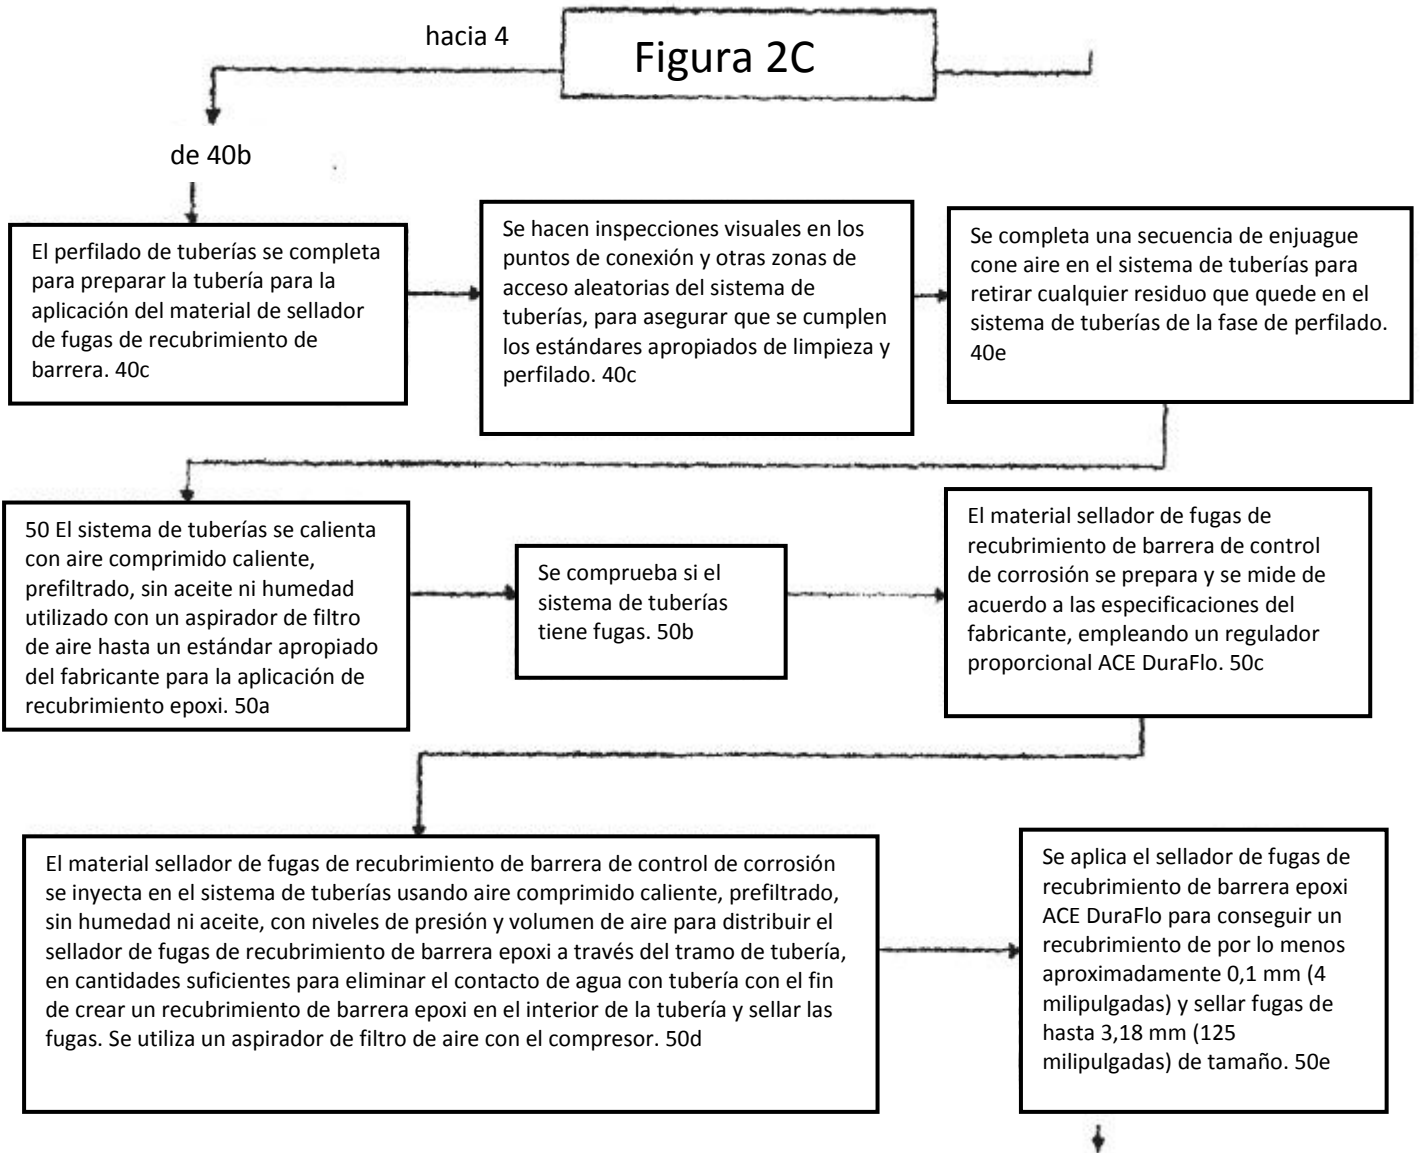 hacia 4
Figura 2C
de 40b
El perfilado de tuberías se completa
para preparar la tubería para la
aplicación del material de sellador
de fugas de recubrimiento de
barrera. 40c
Se hacen inspecciones visuales en los
puntos de conexión y otras zonas de
acceso aleatorias del sistema de
tuberías, para asegurar que se cumplen
los estándares apropiados de limpieza y
perfilado. 40c
Se completa una secuencia de enjuague
cone aire en el sistema de tuberías para
retirar cualquier residuo que quede en el
sistema de tuberías de la fase de perfilado.
40e
50 El sistema de tuberías se calienta
con aire comprimido caliente,
prefiltrado, sin aceite ni humedad
utilizado con un aspirador de filtro
de aire hasta un estándar apropiado
del fabricante para la aplicación de
recubrimiento epoxi. 50a
Se comprueba si el
sistema de tuberías
tiene fugas. 50b
El material sellador de fugas de
recubrimiento de barrera de control
de corrosión se prepara y se mide de
acuerdo a las especificaciones del
fabricante, empleando un regulador
proporcional ACE DuraFlo. 50c
El material sellador de fugas de recubrimiento de barrera de control de corrosión
se inyecta en el sistema de tuberías usando aire comprimido caliente, prefiltrado,
sin humedad ni aceite, con niveles de presión y volumen de aire para distribuir el
sellador de fugas de recubrimiento de barrera epoxi a través del tramo de tubería,
en cantidades suficientes para eliminar el contacto de agua con tubería con el fin
de crear un recubrimiento de barrera epoxi en el interior de la tubería y sellar las
fugas. Se utiliza un aspirador de filtro de aire con el compresor. 50d
Se aplica el sellador de fugas de
recubrimiento de barrera epoxi
ACE DuraFlo para conseguir un
recubrimiento de por lo menos
aproximadamente 0,1 mm (4
milipulgadas) y sellar fugas de
hasta 3,18 mm (125
milipulgadas) de tamaño. 50e